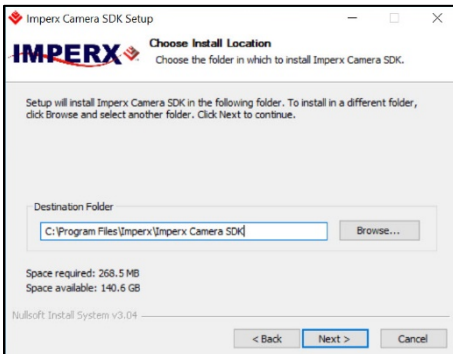 Imperx Camera SDK Setup
IMPERX
Choose Install Location
Choose the folder in which to install Imperx Camera SDK.
Setup will install Imperx Camera SDK in the following folder. To install in a different folder,
click Browse and select another folder. Click Next to continue.
Destination Folder
C:\Program Files\Imperx\Imperx Camera SDK
Browse...
Space required: 268.5 MB
Space available: 140.6 GB
Nullsoft Install System v3.04
< Back
Next >
Cancel